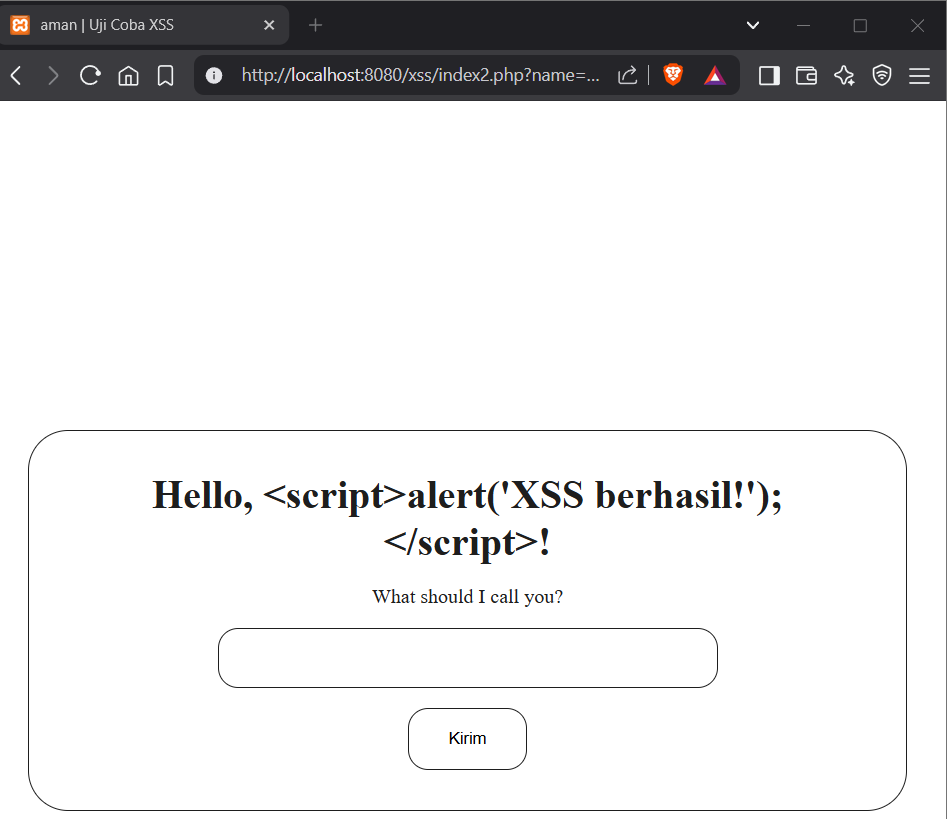 aman | Uji Coba XSS
http://localhost:8080/xss/index2.php?name=...
Hello, <script>alert('XSS berhasil!');
</script>!
What should I call you?
Kirim